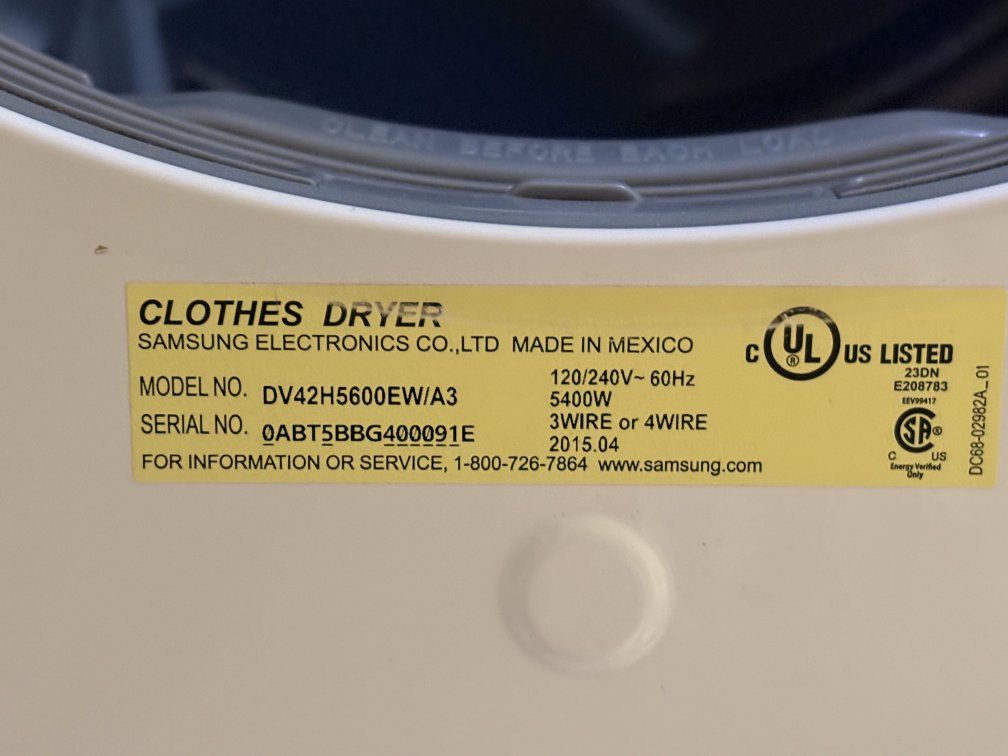 CLEAN BEFORE EACH LOAD
CLOTHES DRYER
SAMSUNG ELECTRONICS CO.,LTD MADE IN MEXICO
MODEL NO. DV42H5600EW/A3
SERIAL NO. 0ABT5BBG400091E
120/240V~ 60Hz
5400W
3WIRE or 4WIRE
2015.04
FOR INFORMATION OR SERVICE, 1-800-726-7864 www.samsung.com
C UL ® US LISTED
23DN
E208783
EEV99417
SA ®
C US
Energy Verified
Only
DC68-02982A_01